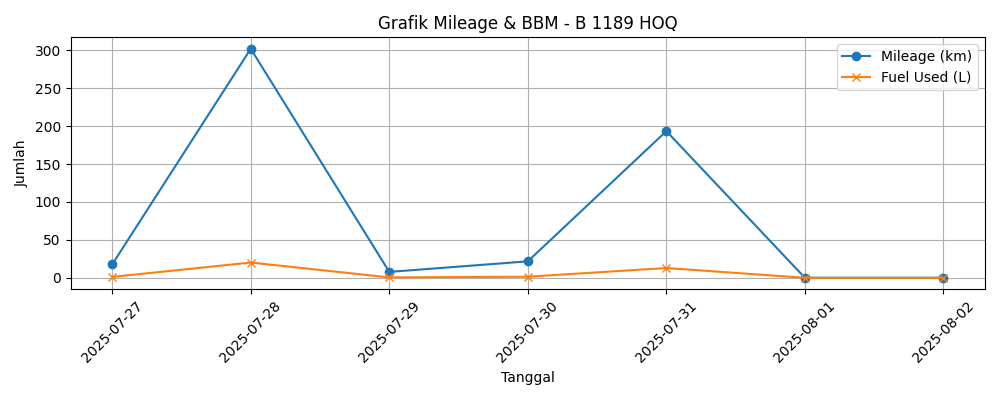 Grafik Mileage & BBM - B 1189 HOQ
Mileage (km)
Fuel Used (L)
Jumlah
300
250
200
150
100
50
0
2025-07-27
2025-07-28
2025-07-29
2025-07-30
2025-07-31
2025-08-01
2025-08-02
Tanggal